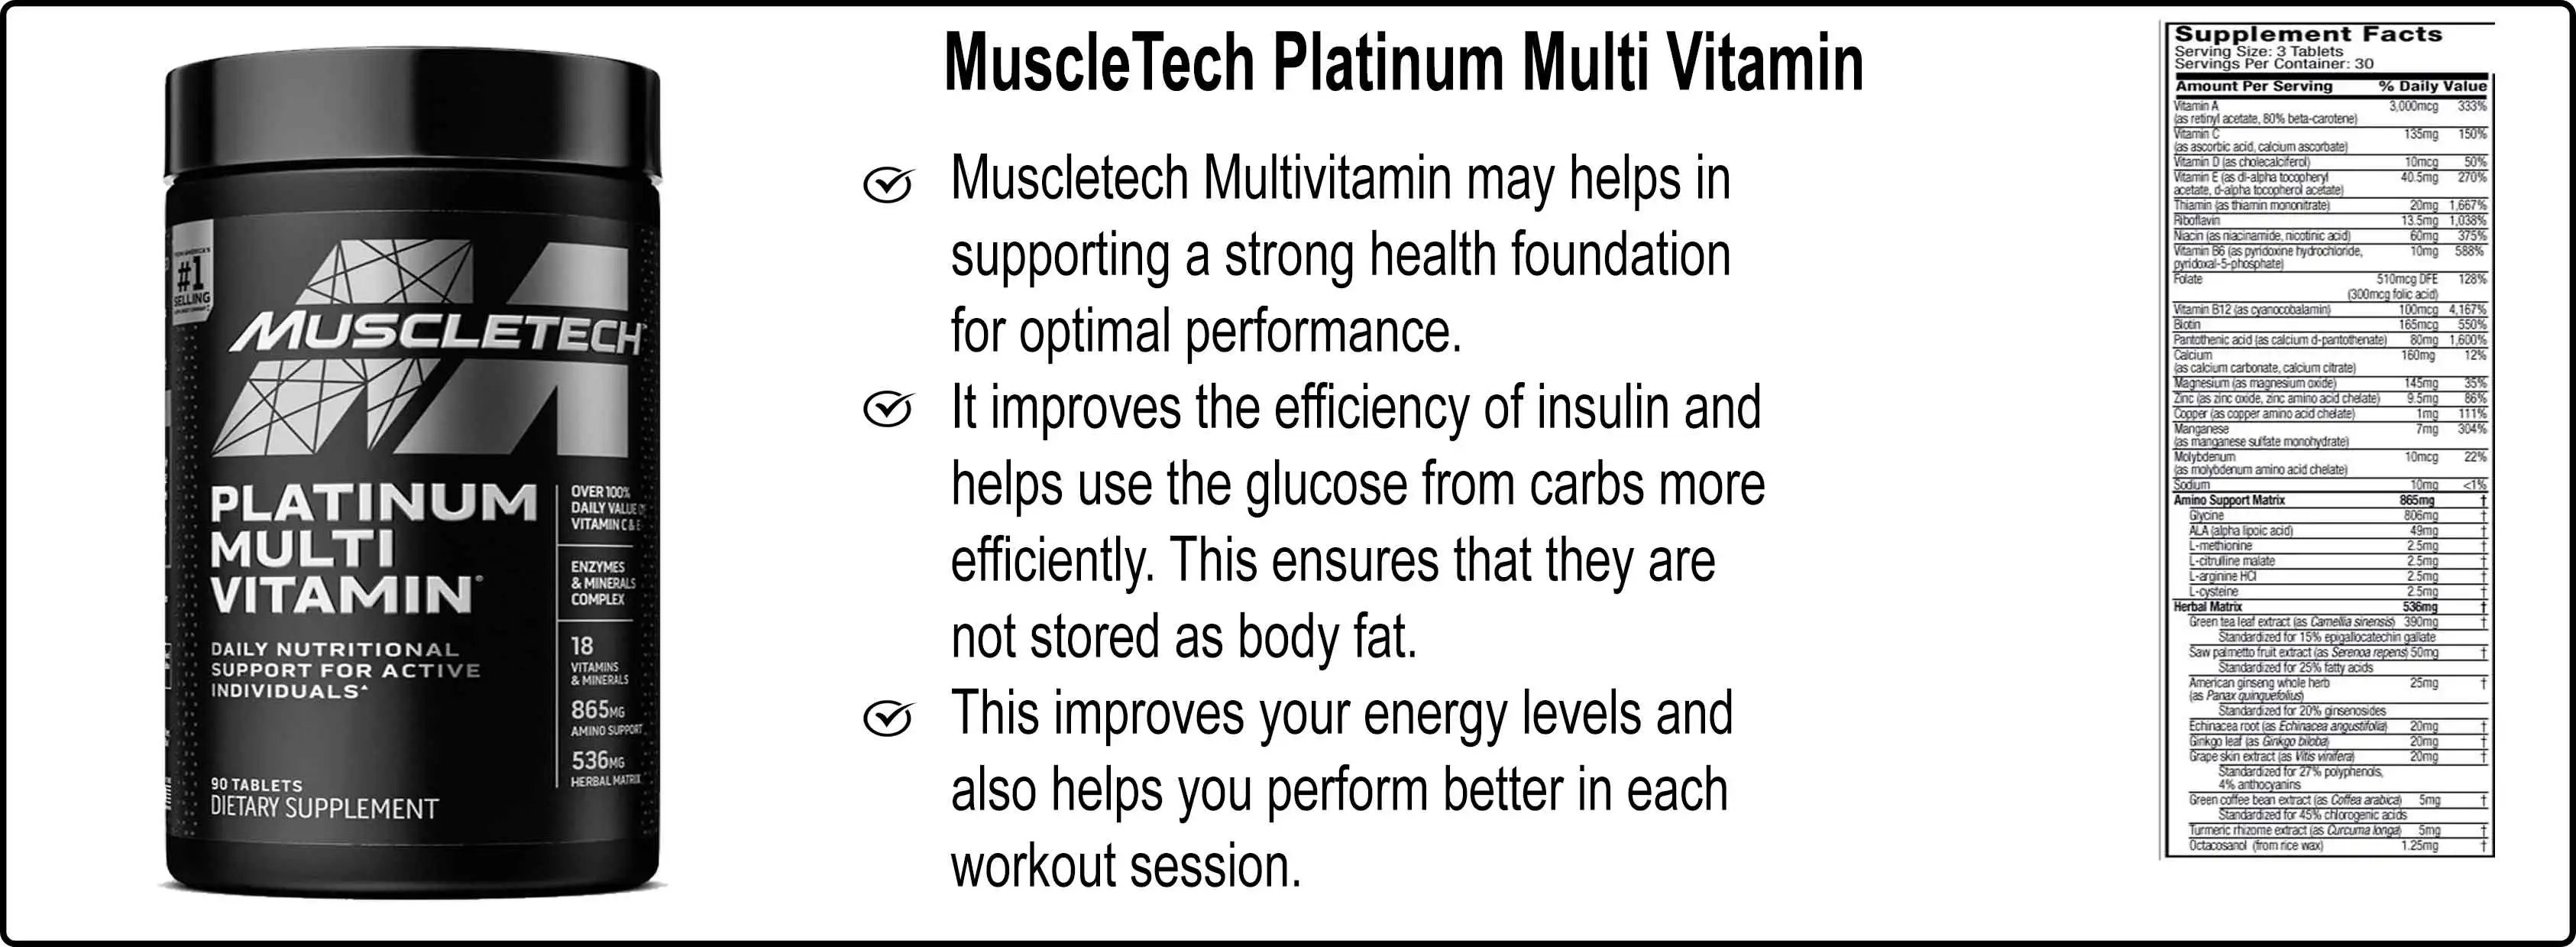 #1
SELLING
MUSCLETECH
PLATINUM
MULTI
VITAMIN
DAILY NUTRITIONAL
SUPPORT FOR ACTIVE
INDIVIDUALS^
90 TABLETS
DIETARY SUPPLEMENT
OVER 100%
DAILY VALUE
VITAMIN C & E
ENZYMES
& MINERALS
COMPLEX
18
VITAMINS
& MINERALS
865MG
AMINO SUPPORT
536MG
HERBAL MATRIX
MuscleTech Platinum Multi Vitamin
Muscletech Multivitamin may helps in
supporting a strong health foundation
for optimal performance.
It improves the efficiency of insulin and
helps use the glucose from carbs more
efficiently. This ensures that they are
not stored as body fat.
This improves your energy levels and
also helps you perform better in each
workout session.
Supplement Facts
Serving Size: 3 Tablets
Servings Per Container: 30
Amount Per Serving % Daily Value
Vitamin A 3,000mcg 333%
(as retinyl acetate, 80% beta-carotene)
Vitamin C 135mg 150%
(as ascorbic acid, calcium ascorbate)
Vitamin D (as cholecalciferol) 10mcg 50%
Vitamin E (as dl-alpha tocopheryl 40.5mg 270%
acetate, d-alpha tocopherol acetate)
Thiamin (as thiamin mononitrate) 20mg 1,667%
Riboflavin 13.5mg 1,038%
Niacin (as niacinamide, nicotinic acid) 60mg 375%
Vitamin B6 (as pyridoxine hydrochloride, 10mg 588%
pyridoxal-5-phosphate)
Folate 510mcg DFE 128%
(300mcg folic acid)
Vitamin B12 (as cyanocobalamin) 100mcg 4,167%
Biotin 165mcg 550%
Pantothenic acid (as calcium d-pantothenate) 80mg 1,600%
Calcium 160mg 12%
(as calcium carbonate, calcium citrate)
Magnesium (as magnesium oxide) 145mg 35%
Zinc (as zinc oxide, zinc amino acid chelate) 9.5mg 86%
Copper (as copper amino acid chelate) 1mg 111%
Manganese 7mg 304%
(as manganese sulfate monohydrate)
Molybdenum 10mcg 22%
(as molybdenum amino acid chelate)
Sodium 10mg <1%
Amino Support Matrix 865mg †
Glycine 806mg †
ALA (alpha lipoic acid) 49mg †
L-methionine 2.5mg †
L-citrulline malate 2.5mg †
L-arginine HCl 2.5mg †
L-cysteine 2.5mg †
Herbal Matrix 536mg †
Green tea leaf extract (as Camellia sinensis) 390mg †
Standardized for 15% epigallocatechin gallate
Saw palmetto fruit extract (as Serenoa repens) 50mg †
Standardized for 25% fatty acids
American ginseng whole herb 25mg †
(as Panax quinquefolius)
Standardized for 20% ginsenosides
Echinacea root (as Echinacea angustifolia) 20mg †
Ginkgo leaf (as Ginkgo biloba) 20mg †
Grape skin extract (as Vitis vinifera) 20mg †
Standardized for 27% polyphenols,
4% anthocyanins
Green coffee bean extract (as Coffea arabica) 5mg †
Standardized for 45% chlorogenic acids
Turmeric rhizome extract (as Curcuma longa) 5mg †
Octacosanol (from rice wax) 1.25mg †